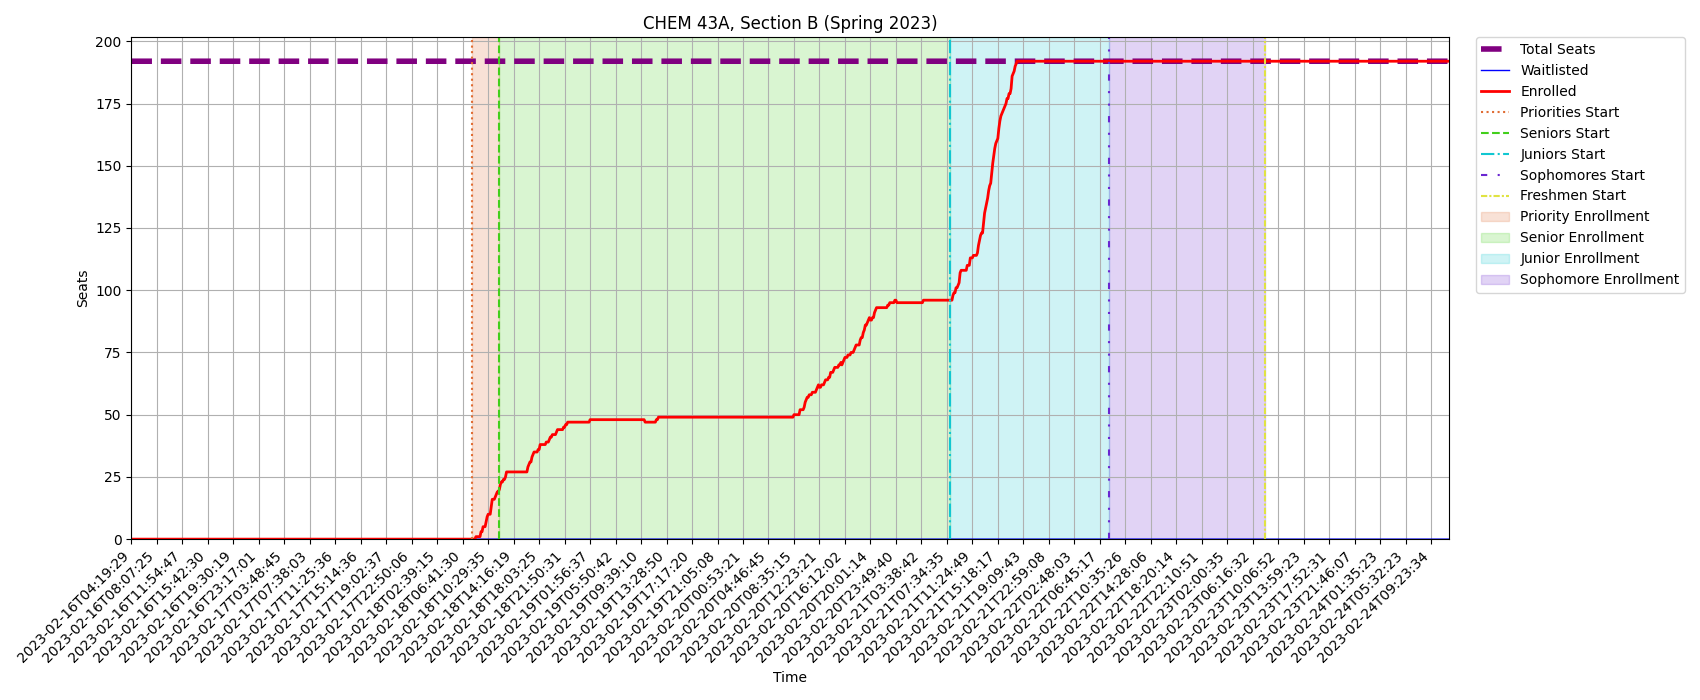 CHEM 43A, Section B (Spring 2023)
Seats
200
175
150
125
100
75
50
25
0
2023-02-16T04:19:29
2023-02-16T08:07:25
2023-02-16T11:54:47
2023-02-16T15:42:30
2023-02-16T19:30:19
2023-02-16T23:17:01
2023-02-17T03:48:45
2023-02-17T07:38:03
2023-02-17T11:25:36
2023-02-17T15:14:36
2023-02-17T19:02:37
2023-02-17T22:50:06
2023-02-18T02:39:15
2023-02-18T06:41:30
2023-02-18T10:29:35
2023-02-18T14:16:19
2023-02-18T18:03:25
2023-02-18T21:50:31
2023-02-19T01:56:37
2023-02-19T05:50:42
2023-02-19T09:39:10
2023-02-19T13:28:50
2023-02-19T17:17:20
2023-02-19T21:05:08
2023-02-20T00:53:21
2023-02-20T04:46:45
2023-02-20T08:35:15
2023-02-20T12:23:21
2023-02-20T16:12:02
2023-02-20T20:01:14
2023-02-20T23:49:40
2023-02-21T03:38:42
2023-02-21T07:34:35
2023-02-21T11:24:49
2023-02-21T15:18:17
2023-02-21T19:09:43
2023-02-21T22:59:08
2023-02-22T02:48:03
2023-02-22T06:45:17
2023-02-22T10:35:26
2023-02-22T14:28:06
2023-02-22T18:20:14
2023-02-22T22:10:51
2023-02-23T02:00:35
2023-02-23T06:16:32
2023-02-23T10:06:52
2023-02-23T13:59:23
2023-02-23T17:52:31
2023-02-23T21:46:07
2023-02-24T01:35:23
2023-02-24T05:32:23
2023-02-24T09:23:34
Time
Total Seats
Waitlisted
Enrolled
Priorities Start
Seniors Start
Juniors Start
Sophomores Start
Freshmen Start
Priority Enrollment
Senior Enrollment
Junior Enrollment
Sophomore Enrollment